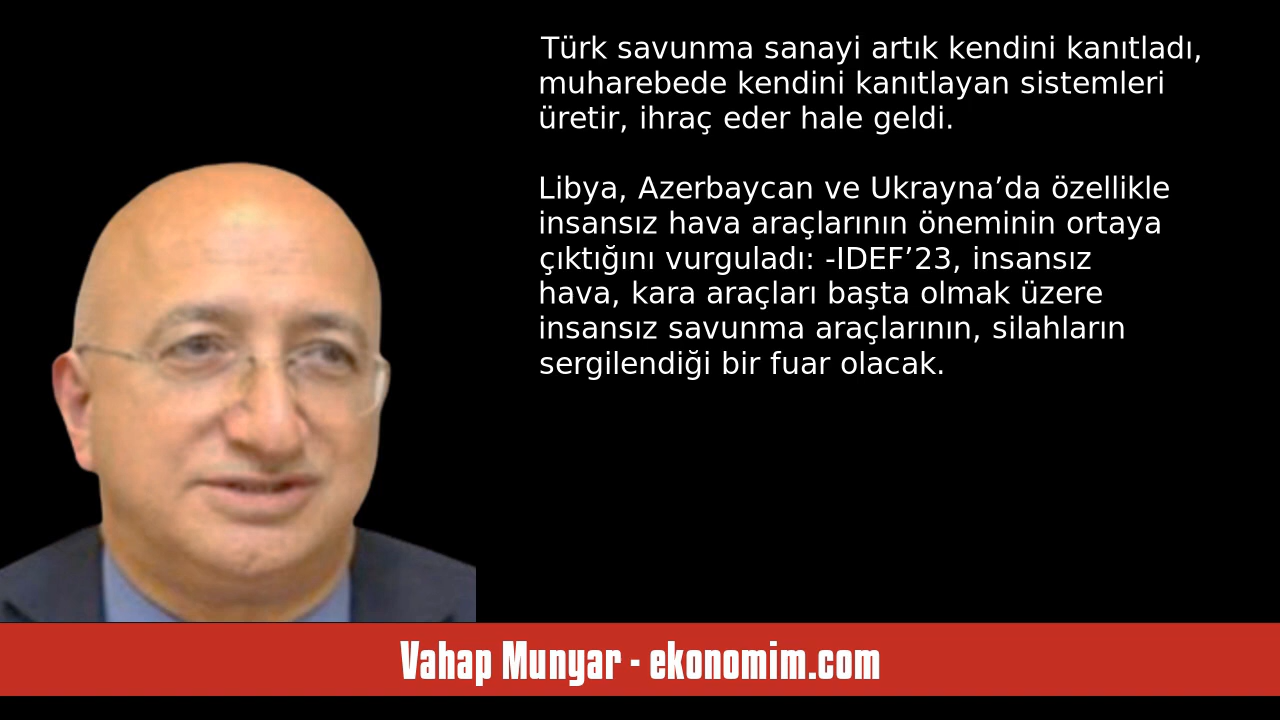 Türk savunma sanayi artık kendini kanıtladı,
muharebede kendini kanıtlayan sistemleri
üretir, ihraç eder hale geldi.
Libya, Azerbaycan ve Ukrayna’da özellikle
insansız hava araçlarının öneminin ortaya
çıktığını vurguladı: -IDEF’23, insansız
hava, kara araçları başta olmak üzere
insansız savunma araçlarının, silahların
sergilendiği bir fuar olacak.
Vahap Munyar - ekonomim.com